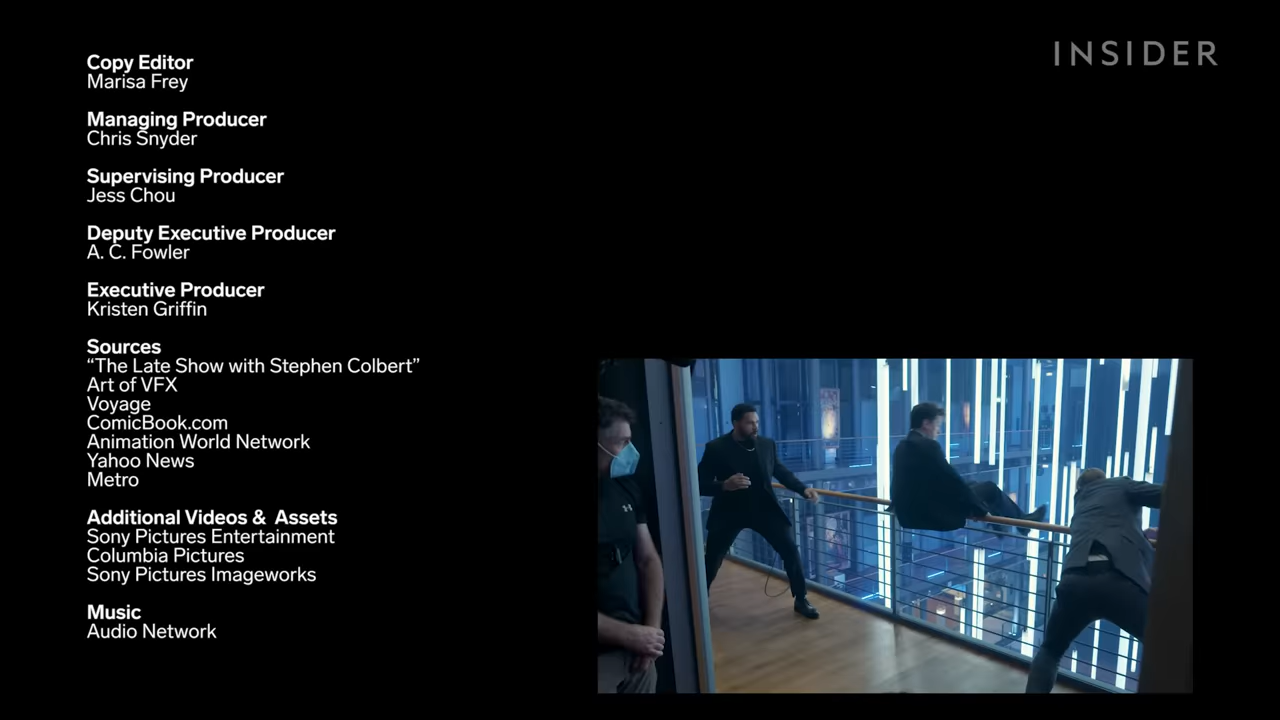 INSIDER
Copy Editor
Marisa Frey
Managing Producer
Chris Snyder
Supervising Producer
Jess Chou
Deputy Executive Producer
A. C. Fowler
Executive Producer
Kristen Griffin
Sources
“The Late Show with Stephen Colbert”
Art of VFX
Voyage
ComicBook.com
Animation World Network
Yahoo News
Metro
Additional Videos & Assets
Sony Pictures Entertainment
Columbia Pictures
Sony Pictures Imageworks
Music
Audio Network